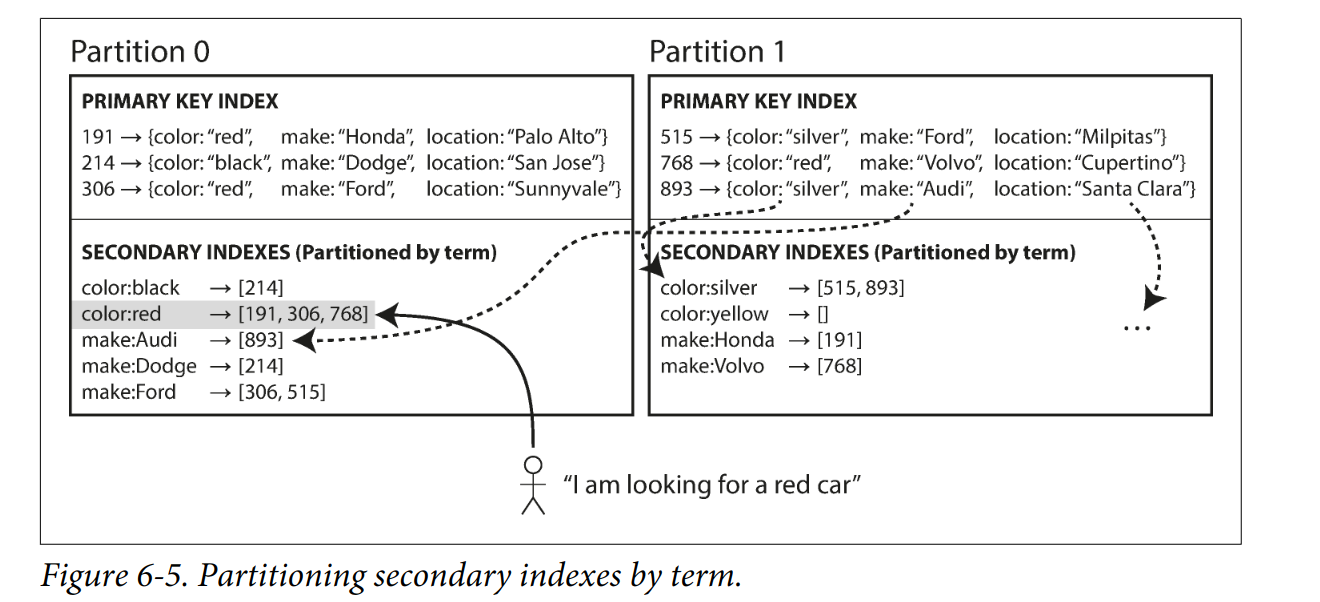 Partition 0
PRIMARY KEY INDEX
191 → {color: “red”, make: “Honda”, location: “Palo Alto”}
214 → {color: “black”, make: “Dodge”, location: “San Jose”}
306 → {color: “red”, make: “Ford”, location: “Sunnyvale”}
SECONDARY INDEXES (Partitioned by term)
color:black → [214]
color:red → [191, 306, 768]
make:Audi → [893]
make:Dodge → [214]
make:Ford → [306, 515]
Partition 1
PRIMARY KEY INDEX
515 → {color: “silver”, make: “Ford”, location: “Milpitas”}
768 → {color: “red”, make: “Volvo”, location: “Cupertino”}
893 → {color: “silver”, make: “Audi”, location: “Santa Clara”}
SECONDARY INDEXES (Partitioned by term)
color:silver → [515, 893]
color:yellow → []
make:Honda → [191]
make:Volvo → [768]
...
“I am looking for a red car”
Figure 6-5. Partitioning secondary indexes by term.